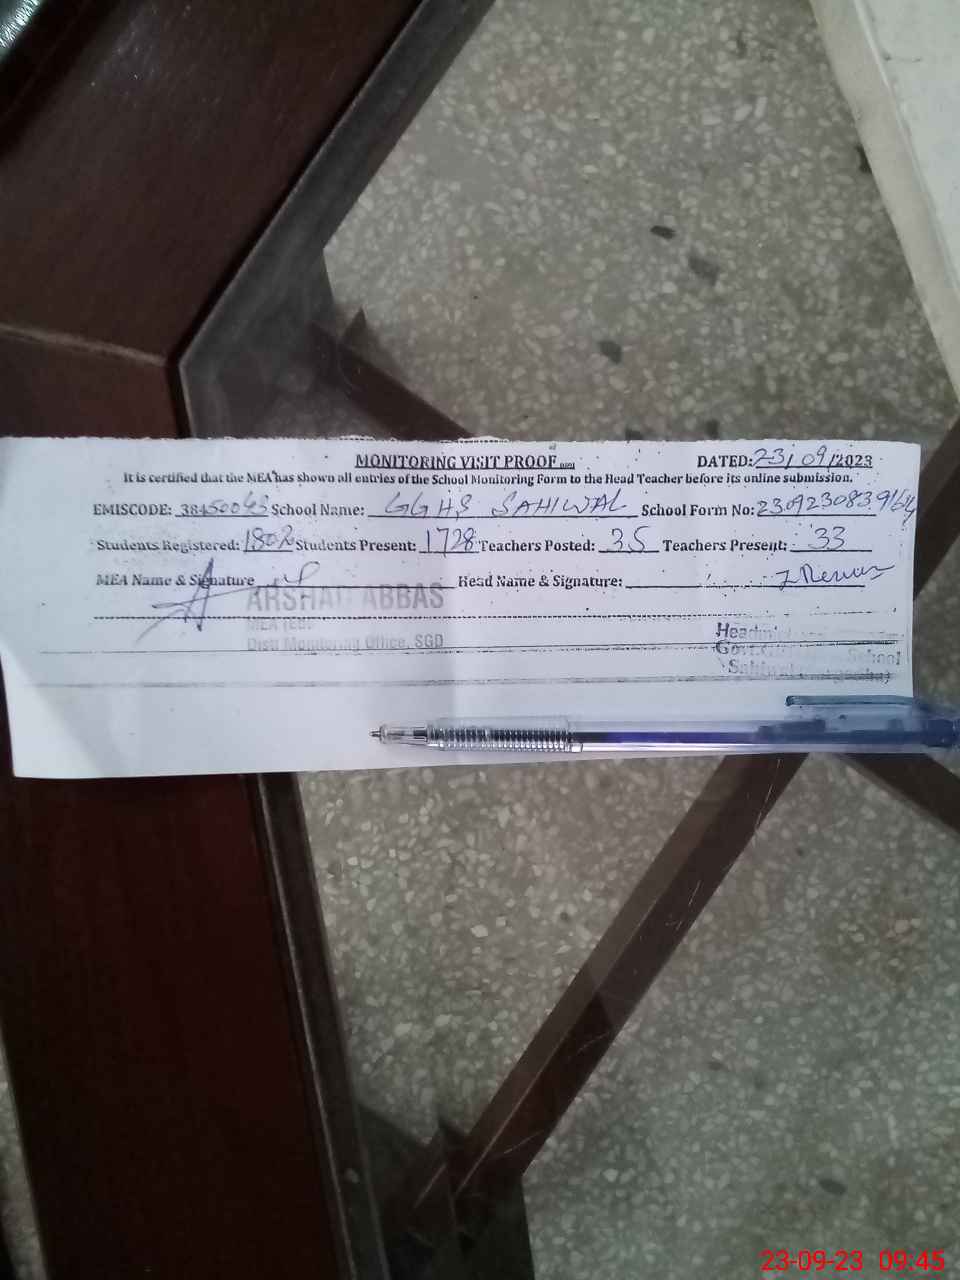 MONITORING VISIT PROOF DATED: 23/09/2023
It is certified that the MEA has shown all entries of the School Monitoring Form to the Head Teacher before its online submission.
EMISCODE: School Name: GGHS SAHIWAL School Form No:
Students Registered: 1802 Students Present: 1728 Teachers Posted: 35 Teachers Present: 33
MEA Name & Signature Head Name & Signature:
ARSHAD ABBAS
MEA
Distt Monitoring Office, SGD
School
23-09-23 09:45